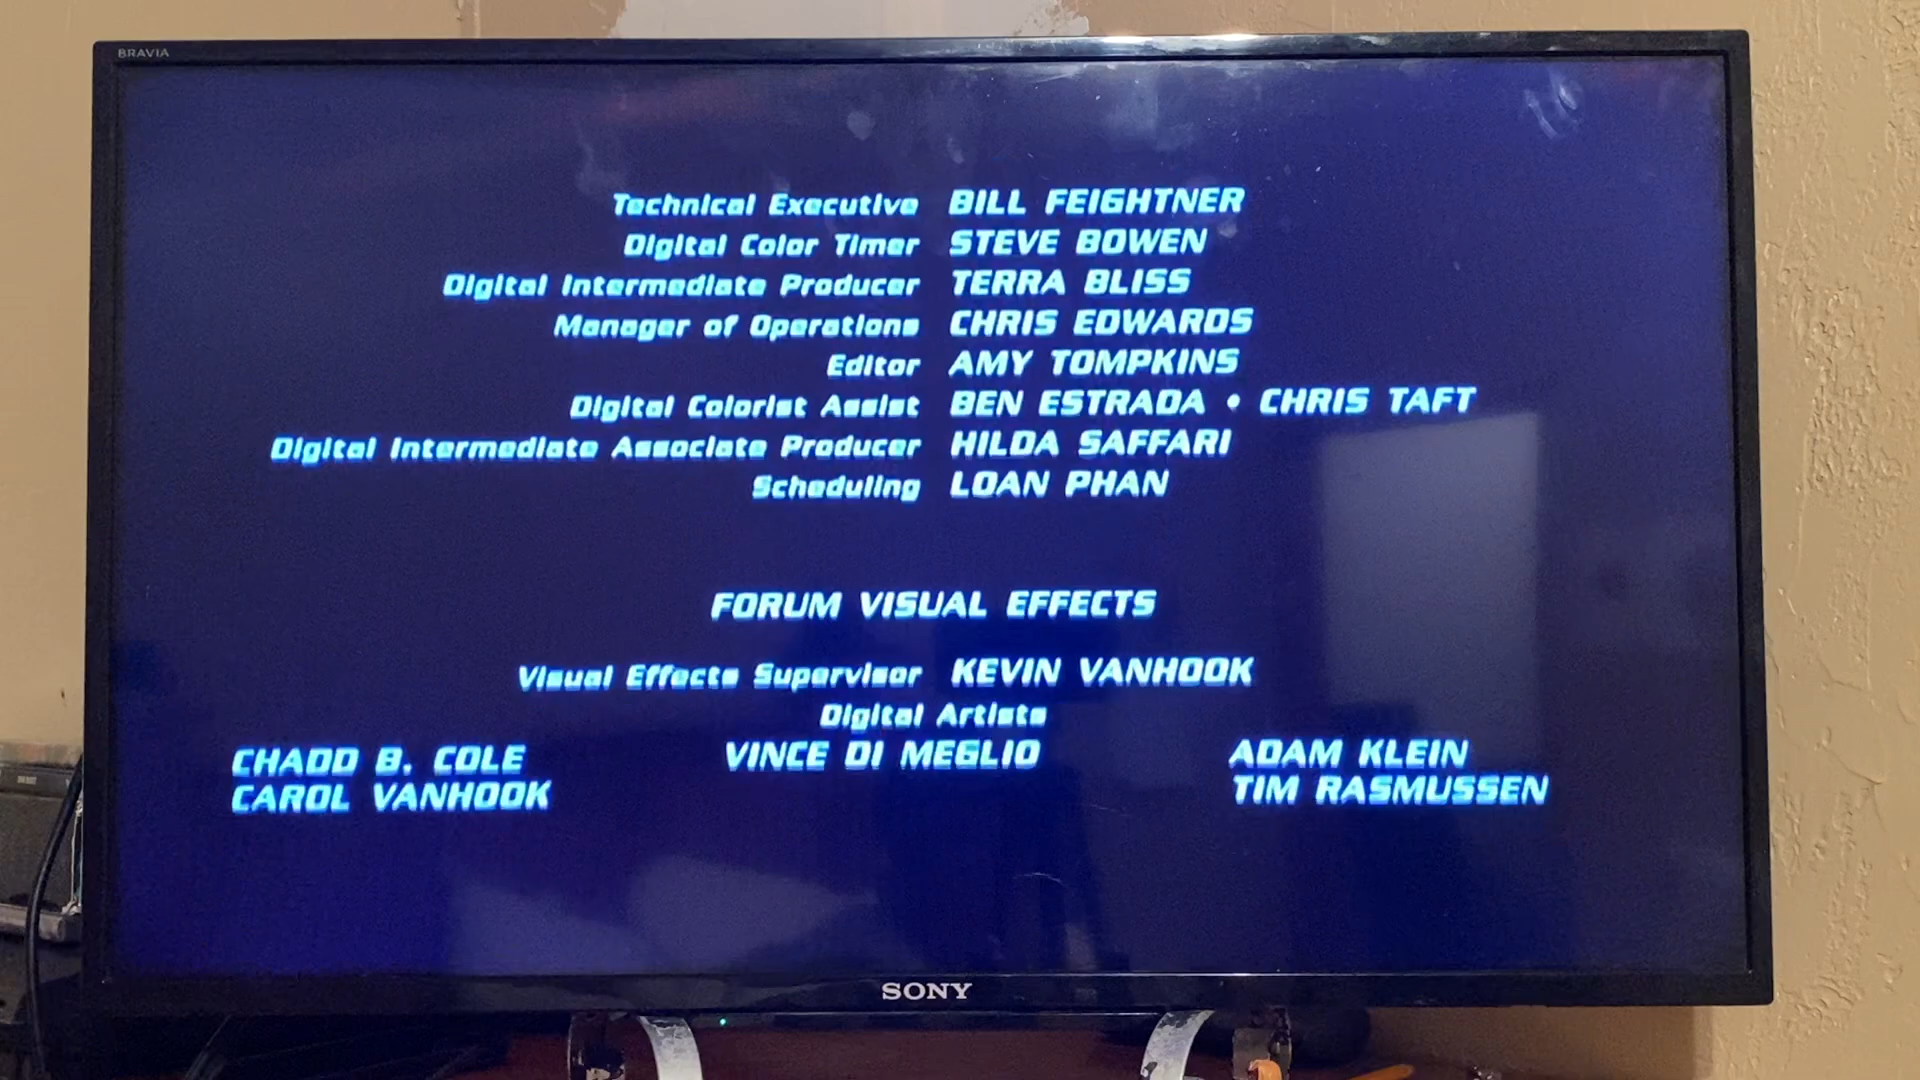 BRAVIA
Technical Executive BILL FEIGHTNER
Digital Color Timer STEVE BOWEN
Digital Intermediate Producer TERRA BLISS
Manager of Operations CHRIS EDWARDS
Editor AMY TOMPKINS
Digital Colorist Assist BEN ESTRADA • CHRIS TAFT
Digital Intermediate Associate Producer HILDA SAFFARI
Scheduling LOAN PHAN
FORUM VISUAL EFFECTS
Visual Effects Supervisor KEVIN VANHOOK
Digital Artists
CHADD B. COLE VINCE DI MEGLIO ADAM KLEIN
CAROL VANHOOK TIM RASMUSSEN
SONY